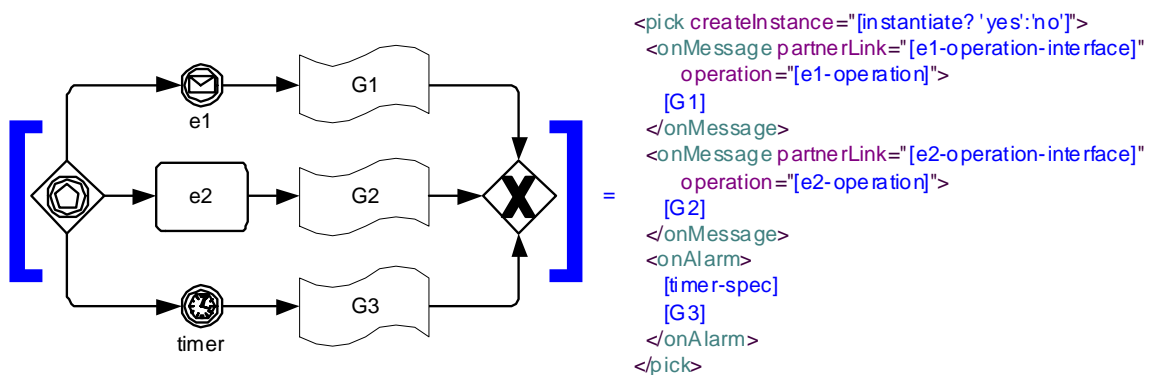 e1
G1
e2
G2
timer
G3
=
<pick createInstance="[instantiate? 'yes':'no']">
<onMessage partnerLink="[e1-operation-interface]"
operation="[e1-operation]">
[G1]
</onMessage>
<onMessage partnerLink="[e2-operation-interface]"
operation="[e2-operation]">
[G2]
</onMessage>
<onAlarm>
[timer-spec]
[G3]
</onAlarm>
</pick>